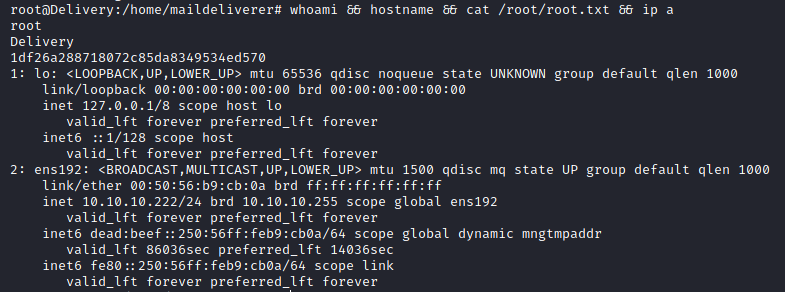 root@Delivery:/home/maildeliverer# whoami && hostname && cat /root/root.txt && ip a
root
Delivery
1df26a288718072c85da8349534ed570
1: lo: <LOOPBACK,UP,LOWER_UP> mtu 65536 qdisc noqueue state UNKNOWN group default qlen 1000
    link/loopback 00:00:00:00:00:00 brd 00:00:00:00:00:00
    inet 127.0.0.1/8 scope host lo
       valid_lft forever preferred_lft forever
    inet6 ::1/128 scope host
       valid_lft forever preferred_lft forever
2: ens192: <BROADCAST,MULTICAST,UP,LOWER_UP> mtu 1500 qdisc mq state UP group default qlen 1000
    link/ether 00:50:56:b9:cb:0a brd ff:ff:ff:ff:ff:ff
    inet 10.10.10.222/24 brd 10.10.10.255 scope global ens192
       valid_lft forever preferred_lft forever
    inet6 dead:beef::250:56ff:feb9:cb0a/64 scope global dynamic mngtmpaddr
       valid_lft 86036sec preferred_lft 14036sec
    inet6 fe80::250:56ff:feb9:cb0a/64 scope link
       valid_lft forever preferred_lft forever